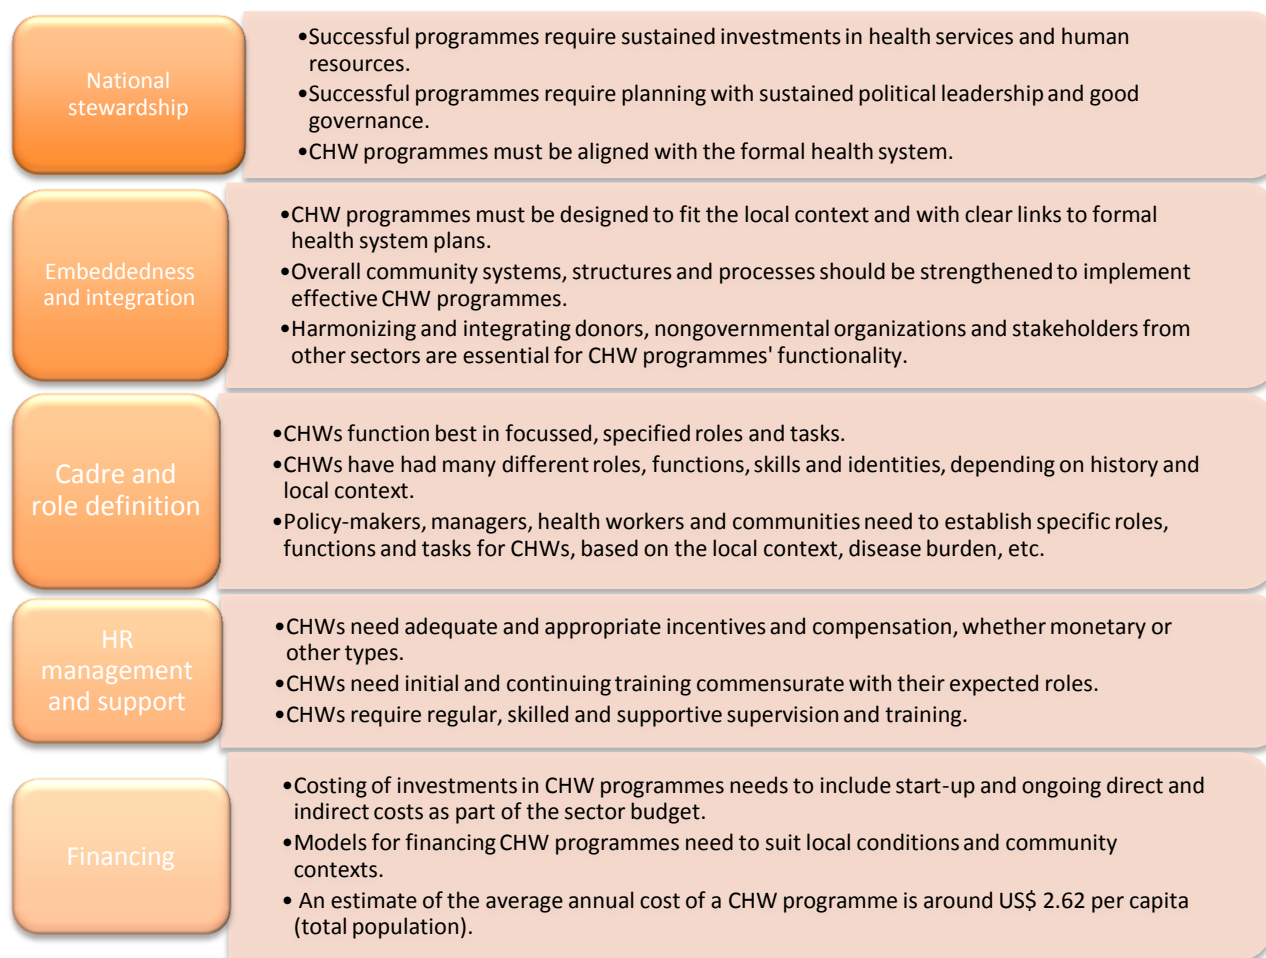 National
stewardship
•Successful programmes require sustained investments in health services and human
resources.
•Successful programmes require planning with sustained political leadership and good
governance.
•CHW programmes must be aligned with the formal health system.
Embeddedness
and integration
•CHW programmes must be designed to fit the local context and with clear links to formal
health system plans.
•Overall community systems, structures and processes should be strengthened to implement
effective CHW programmes.
•Harmonizing and integrating donors, nongovernmental organizations and stakeholders from
other sectors are essential for CHW programmes' functionality.
Cadre and
role definition
•CHWs function best in focussed, specified roles and tasks.
•CHWs have had many different roles, functions, skills and identities, depending on history and
local context.
•Policy-makers, managers, health workers and communities need to establish specific roles,
functions and tasks for CHWs, based on the local context, disease burden, etc.
HR
management
and support
•CHWs need adequate and appropriate incentives and compensation, whether monetary or
other types.
•CHWs need initial and continuing training commensurate with their expected roles.
•CHWs require regular, skilled and supportive supervision and training.
Financing
•Costing of investments in CHW programmes needs to include start-up and ongoing direct and
indirect costs as part of the sector budget.
•Models for financing CHW programmes need to suit local conditions and community
contexts.
• An estimate of the average annual cost of a CHW programme is around US$ 2.62 per capita
(total population).